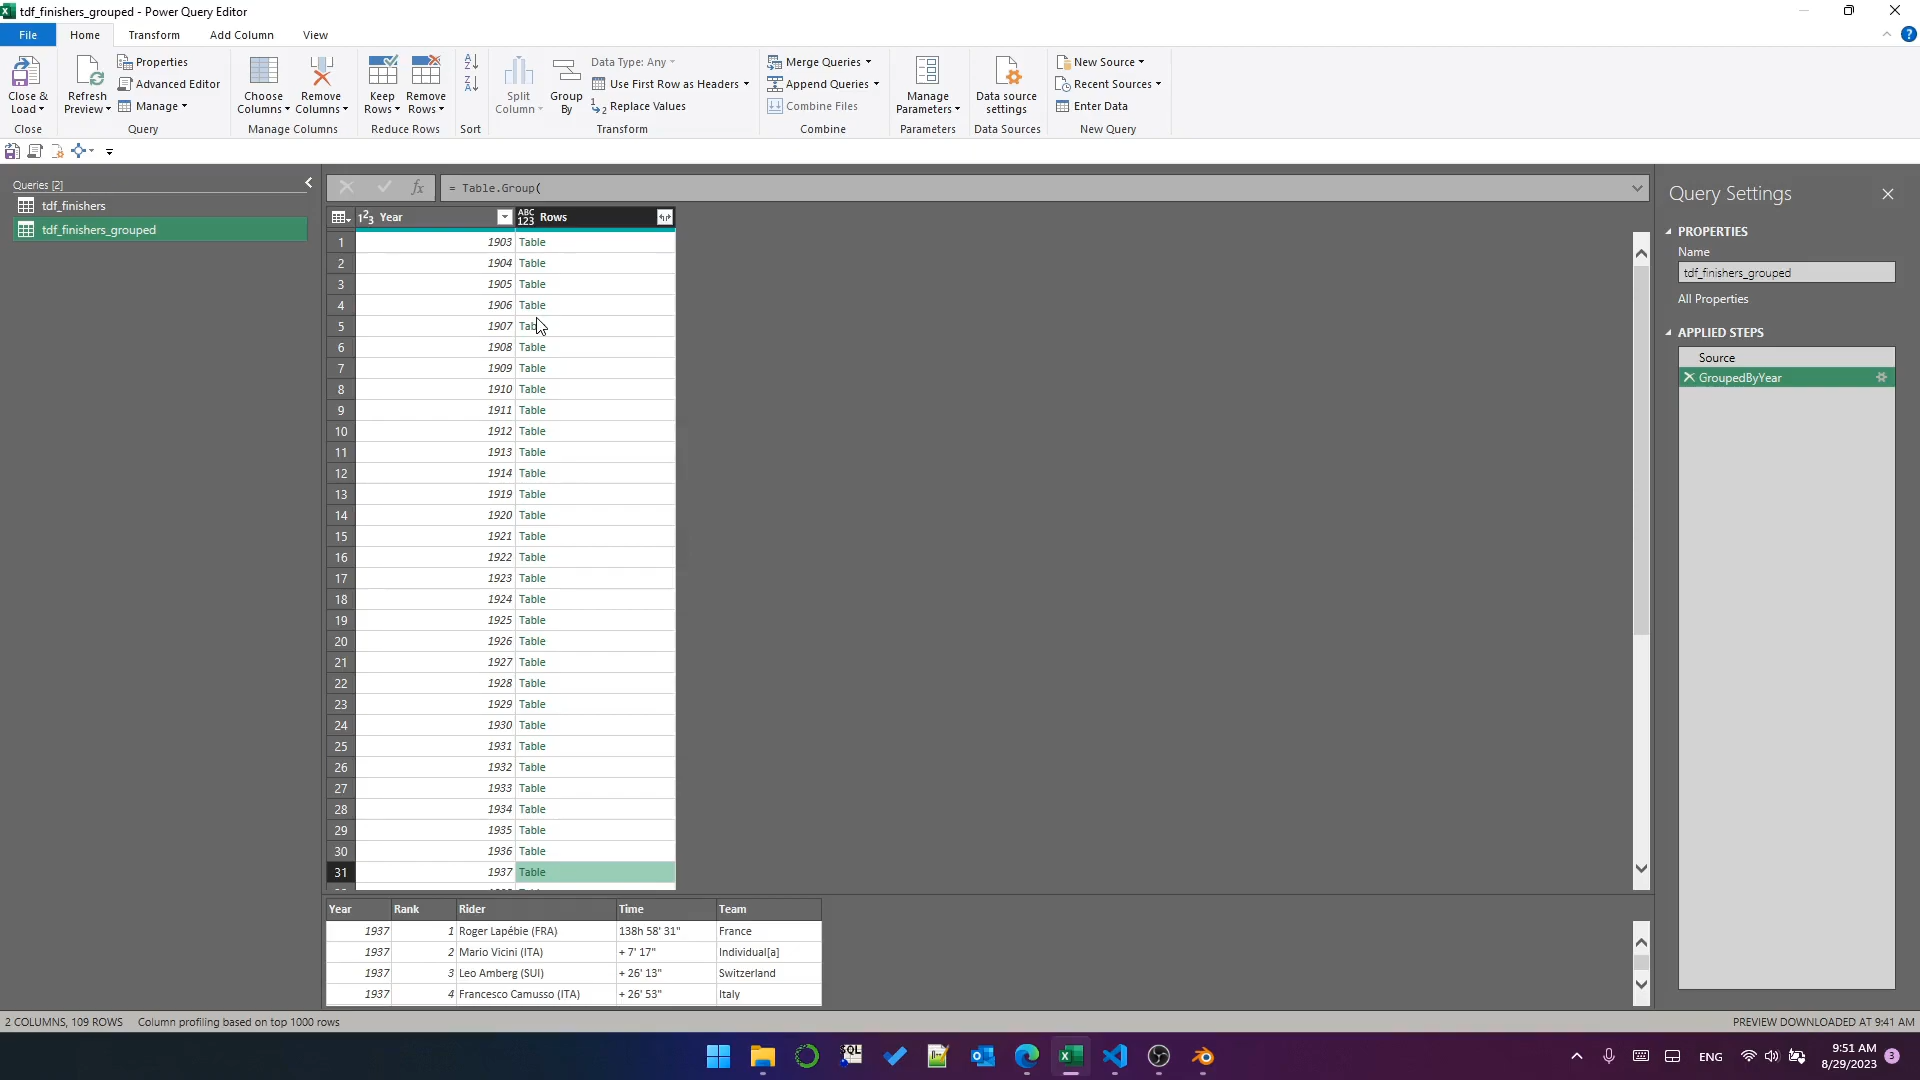 tdf_finishers_grouped - Power Query Editor
File Home Transform Add Column View
Close & Load
Close
Refresh Preview
Properties
Advanced Editor
Manage
Query
Choose Columns
Remove Columns
Manage Columns
Keep Rows
Remove Rows
Reduce Rows
Sort
Split Column
Group By
Data Type: Any
Use First Row as Headers
Replace Values
Transform
Merge Queries
Append Queries
Combine Files
Combine
Manage Parameters
Parameters
Data source settings
Data Sources
New Source
Recent Sources
Enter Data
New Query
Queries [2]
tdf_finishers
tdf_finishers_grouped
fx = Table.Group(
123 Year ABC 123 Rows
1 1903 Table
2 1904 Table
3 1905 Table
4 1906 Table
5 1907 Table
6 1908 Table
7 1909 Table
8 1910 Table
9 1911 Table
10 1912 Table
11 1913 Table
12 1914 Table
13 1919 Table
14 1920 Table
15 1921 Table
16 1922 Table
17 1923 Table
18 1924 Table
19 1925 Table
20 1926 Table
21 1927 Table
22 1928 Table
23 1929 Table
24 1930 Table
25 1931 Table
26 1932 Table
27 1933 Table
28 1934 Table
29 1935 Table
30 1936 Table
31 1937 Table
Year Rank Rider Time Team
1937 1 Roger Lapébie (FRA) 138h 58' 31" France
1937 2 Mario Vicini (ITA) + 7' 17" Individual[a]
1937 3 Leo Amberg (SUI) + 26' 13" Switzerland
1937 4 Francesco Camusso (ITA) + 26' 53" Italy
Query Settings
PROPERTIES
Name
tdf_finishers_grouped
All Properties
APPLIED STEPS
Source
GroupedByYear
2 COLUMNS, 109 ROWS Column profiling based on top 1000 rows
PREVIEW DOWNLOADED AT 9:41 AM
ENG
9:51 AM
8/29/2023
3